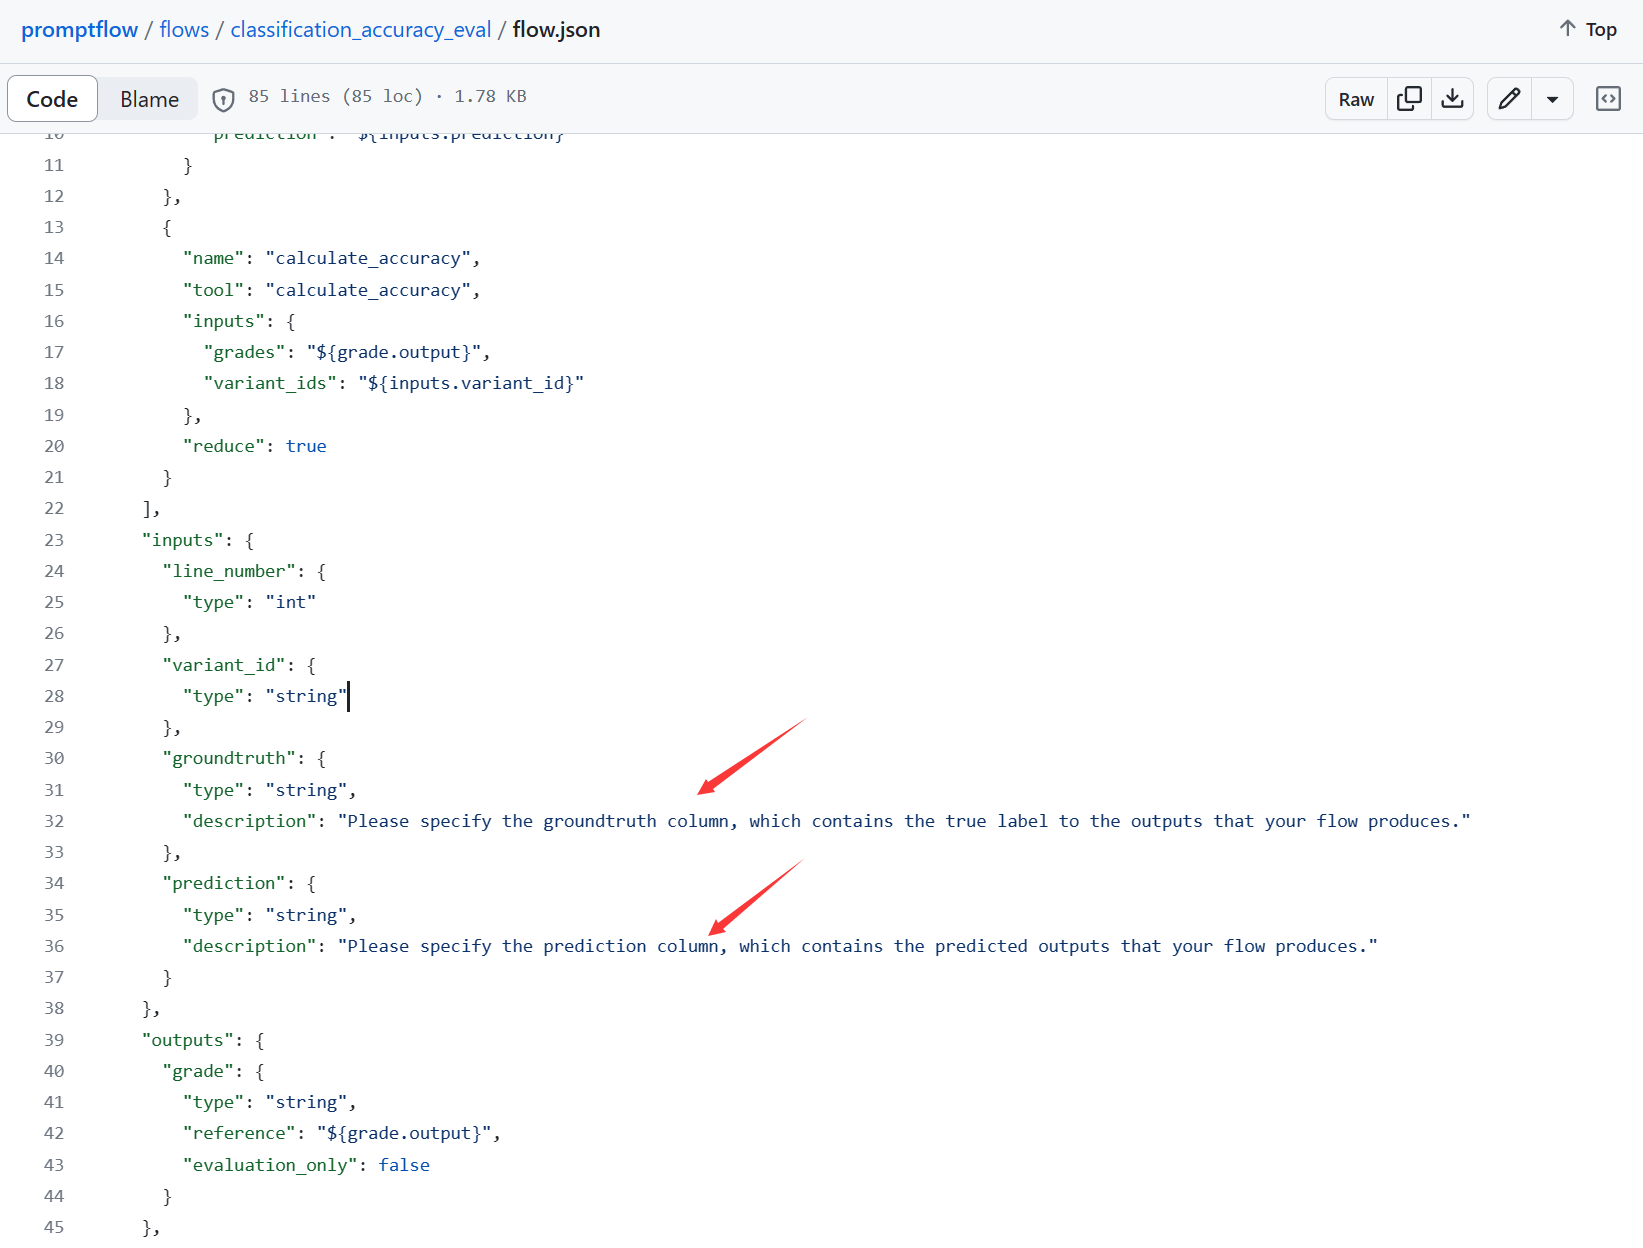 promptflow / flows / classification_accuracy_eval / flow.json
Top
Code Blame 85 lines (85 loc) · 1.78 KB Raw
10 prediction : ${inputs.prediction}
11 }
12 },
13 {
14 "name": "calculate_accuracy",
15 "tool": "calculate_accuracy",
16 "inputs": {
17 "grades": "${grade.output}",
18 "variant_ids": "${inputs.variant_id}"
19 },
20 "reduce": true
21 }
22 ],
23 "inputs": {
24 "line_number": {
25 "type": "int"
26 },
27 "variant_id": {
28 "type": "string"
29 },
30 "groundtruth": {
31 "type": "string",
32 "description": "Please specify the groundtruth column, which contains the true label to the outputs that your flow produces."
33 },
34 "prediction": {
35 "type": "string",
36 "description": "Please specify the prediction column, which contains the predicted outputs that your flow produces."
37 }
38 },
39 "outputs": {
40 "grade": {
41 "type": "string",
42 "reference": "${grade.output}",
43 "evaluation_only": false
44 }
45 },